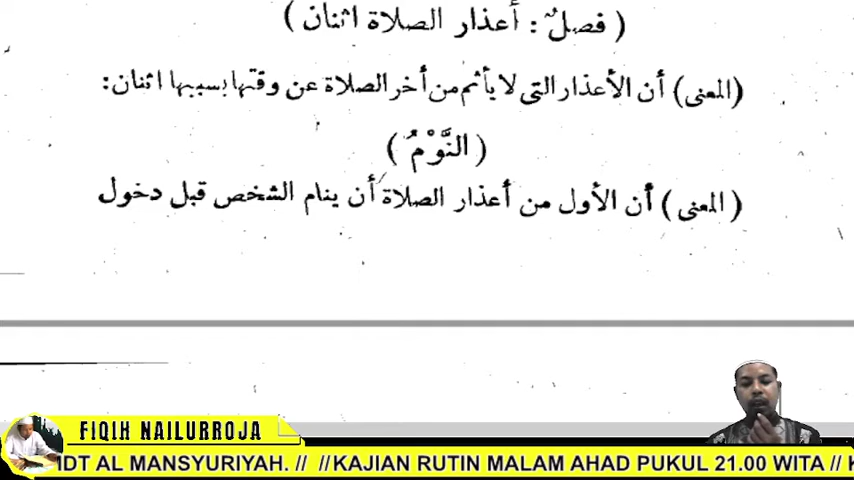 ( فصلٌ : أعذار الصلاة اثنان )
(المعنى) أن الأعذار التى لا يأثم من أخر الصلاة عن وقتها بسببها اثنان :
( النَّوْمُ )
(المعنى) أن الأول من أعذار الصلاة أن ينام الشخص قبل دخول
FIQIH NAILURROJA
IDT AL MANSYURIYAH. // //KAJIAN RUTIN MALAM AHAD PUKUL 21.00 WITA //